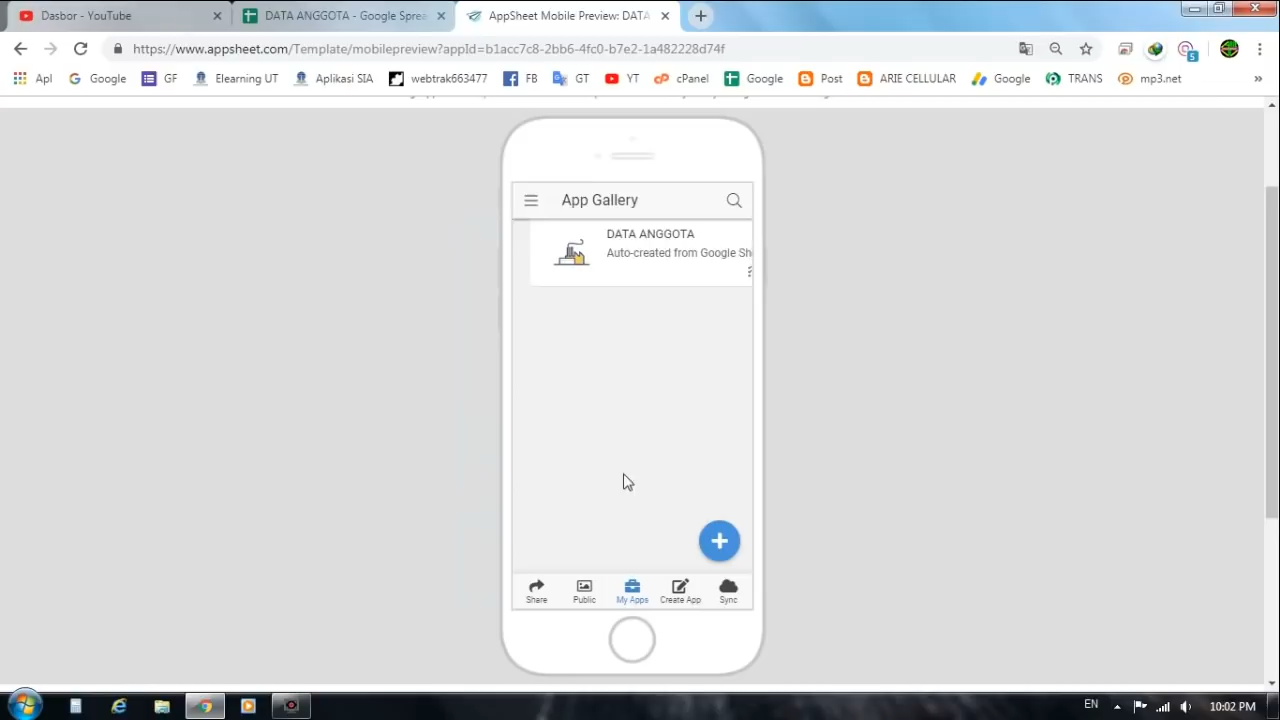 Dasbor - YouTube
DATA ANGGOTA - Google Sprea
AppSheet Mobile Preview: DATA
https://www.appsheet.com/Template/mobilepreview?appId=b1acc7c8-2bb6-4fc0-b7e2-1a482228d74f
5
Apl Google GF Elearning UT Aplikasi SIA webtrak663477 FB GT YT cPanel Google Post ARIE CELLULAR Google TRANS mp3.net »
App Gallery
DATA ANGGOTA
Auto-created from Google She
Share Public My Apps Create App Sync
EN 10:02 PM